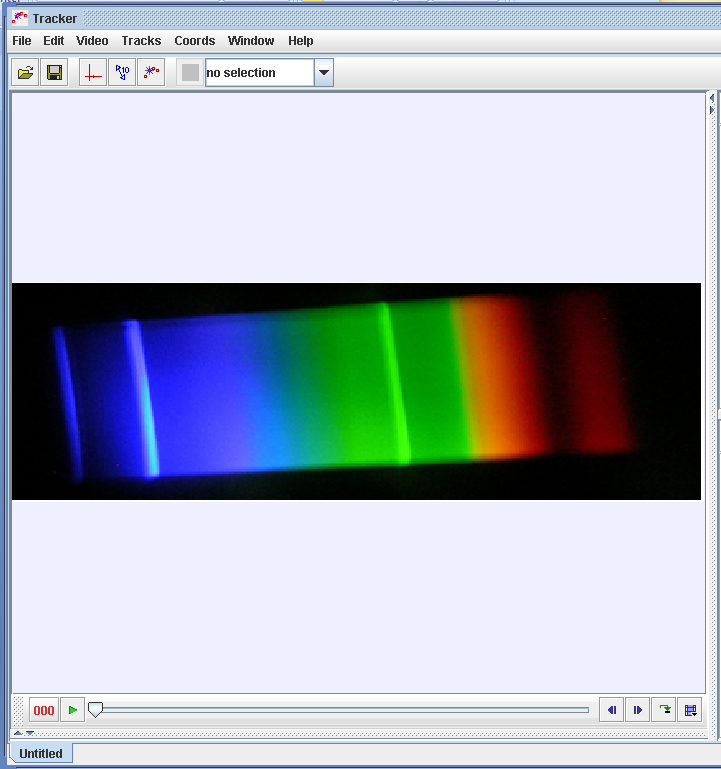 Tracker
File Edit Video Tracks Coords Window Help
no selection
000
Untitled